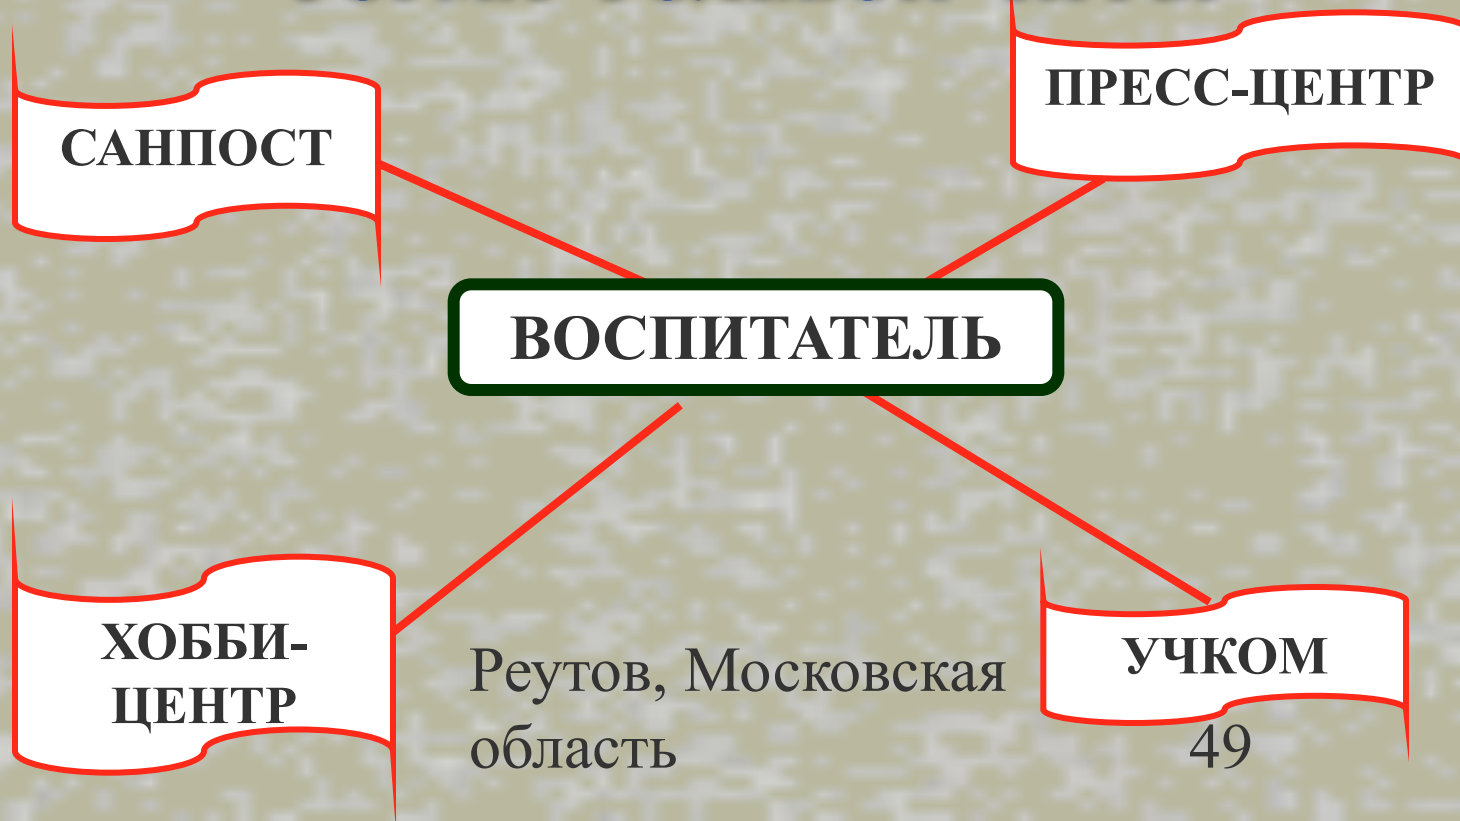 САНПОСТ
ПРЕСС-ЦЕНТР
ВОСПИТАТЕЛЬ
ХОББИ-
ЦЕНТР
УЧКОМ
Реутов, Московская
область
49